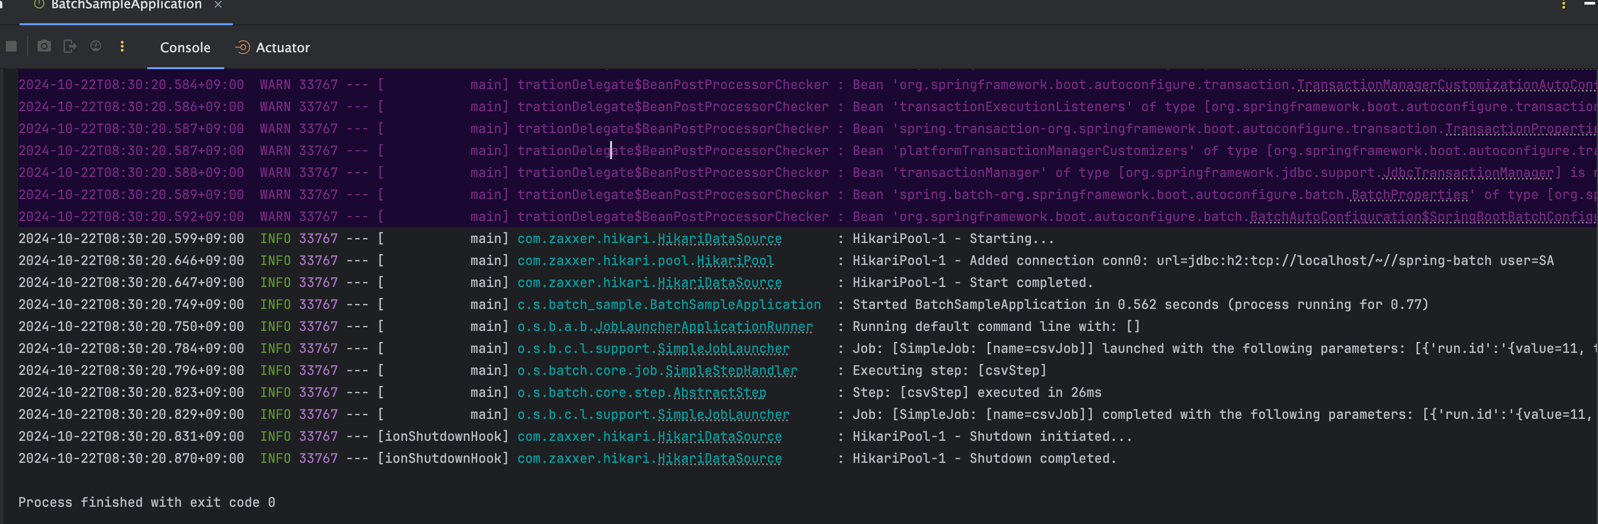 BatchSampleApplication ×
Console Actuator
2024-10-22T08:30:20.584+09:00  WARN 33767 --- [           main] trationDelegate$BeanPostProcessorChecker : Bean 'org.springframework.boot.autoconfigure.transaction.TransactionManagerCustomizationAutoConf
2024-10-22T08:30:20.586+09:00  WARN 33767 --- [           main] trationDelegate$BeanPostProcessorChecker : Bean 'transactionExecutionListeners' of type [org.springframework.boot.autoconfigure.transaction
2024-10-22T08:30:20.587+09:00  WARN 33767 --- [           main] trationDelegate$BeanPostProcessorChecker : Bean 'spring.transaction-org.springframework.boot.autoconfigure.transaction.TransactionPropertie
2024-10-22T08:30:20.587+09:00  WARN 33767 --- [           main] trationDelegate$BeanPostProcessorChecker : Bean 'platformTransactionManagerCustomizers' of type [org.springframework.boot.autoconfigure.tra
2024-10-22T08:30:20.588+09:00  WARN 33767 --- [           main] trationDelegate$BeanPostProcessorChecker : Bean 'transactionManager' of type [org.springframework.jdbc.support.JdbcTransactionManager] is n
2024-10-22T08:30:20.589+09:00  WARN 33767 --- [           main] trationDelegate$BeanPostProcessorChecker : Bean 'spring.batch-org.springframework.boot.autoconfigure.batch.BatchProperties' of type [org.sp
2024-10-22T08:30:20.592+09:00  WARN 33767 --- [           main] trationDelegate$BeanPostProcessorChecker : Bean 'org.springframework.boot.autoconfigure.batch.BatchAutoConfiguration$SpringBootBatchConfigu
2024-10-22T08:30:20.599+09:00  INFO 33767 --- [           main] com.zaxxer.hikari.HikariDataSource       : HikariPool-1 - Starting...
2024-10-22T08:30:20.646+09:00  INFO 33767 --- [           main] com.zaxxer.hikari.pool.HikariPool        : HikariPool-1 - Added connection conn0: url=jdbc:h2:tcp://localhost/~//spring-batch user=SA
2024-10-22T08:30:20.647+09:00  INFO 33767 --- [           main] com.zaxxer.hikari.HikariDataSource       : HikariPool-1 - Start completed.
2024-10-22T08:30:20.749+09:00  INFO 33767 --- [           main] c.s.batch_sample.BatchSampleApplication  : Started BatchSampleApplication in 0.562 seconds (process running for 0.77)
2024-10-22T08:30:20.750+09:00  INFO 33767 --- [           main] o.s.b.a.b.JobLauncherApplicationRunner   : Running default command line with: []
2024-10-22T08:30:20.784+09:00  INFO 33767 --- [           main] o.s.b.c.l.support.SimpleJobLauncher      : Job: [SimpleJob: [name=csvJob]] launched with the following parameters: [{'run.id':'{value=11, t
2024-10-22T08:30:20.796+09:00  INFO 33767 --- [           main] o.s.batch.core.job.SimpleStepHandler     : Executing step: [csvStep]
2024-10-22T08:30:20.823+09:00  INFO 33767 --- [           main] o.s.batch.core.step.AbstractStep         : Step: [csvStep] executed in 26ms
2024-10-22T08:30:20.829+09:00  INFO 33767 --- [           main] o.s.b.c.l.support.SimpleJobLauncher      : Job: [SimpleJob: [name=csvJob]] completed with the following parameters: [{'run.id':'{value=11,
2024-10-22T08:30:20.831+09:00  INFO 33767 --- [ionShutdownHook] com.zaxxer.hikari.HikariDataSource       : HikariPool-1 - Shutdown initiated...
2024-10-22T08:30:20.870+09:00  INFO 33767 --- [ionShutdownHook] com.zaxxer.hikari.HikariDataSource       : HikariPool-1 - Shutdown completed.
Process finished with exit code 0